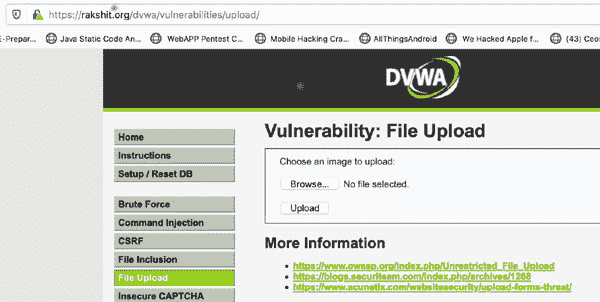 https://rakshit.org/dvwa/vulnerabilities/upload/
E-Prepar... Java Static Code An... WebAPP Pentest C... Mobile Hacking Cra... AllThingsAndroid We Hacked Apple f... (43) Ceos
DVWA
Home
Instructions
Setup / Reset DB
Brute Force
Command Injection
CSRF
File Inclusion
File Upload
Insecure CAPTCHA
Vulnerability: File Upload
Choose an image to upload:
Browse... No file selected.
Upload
More Information
https://www.owasp.org/index.php/Unrestricted_File_Upload
https://blogs.securiteam.com/index.php/archives/1268
https://www.acunetix.com/websitesecurity/upload-forms-threat/